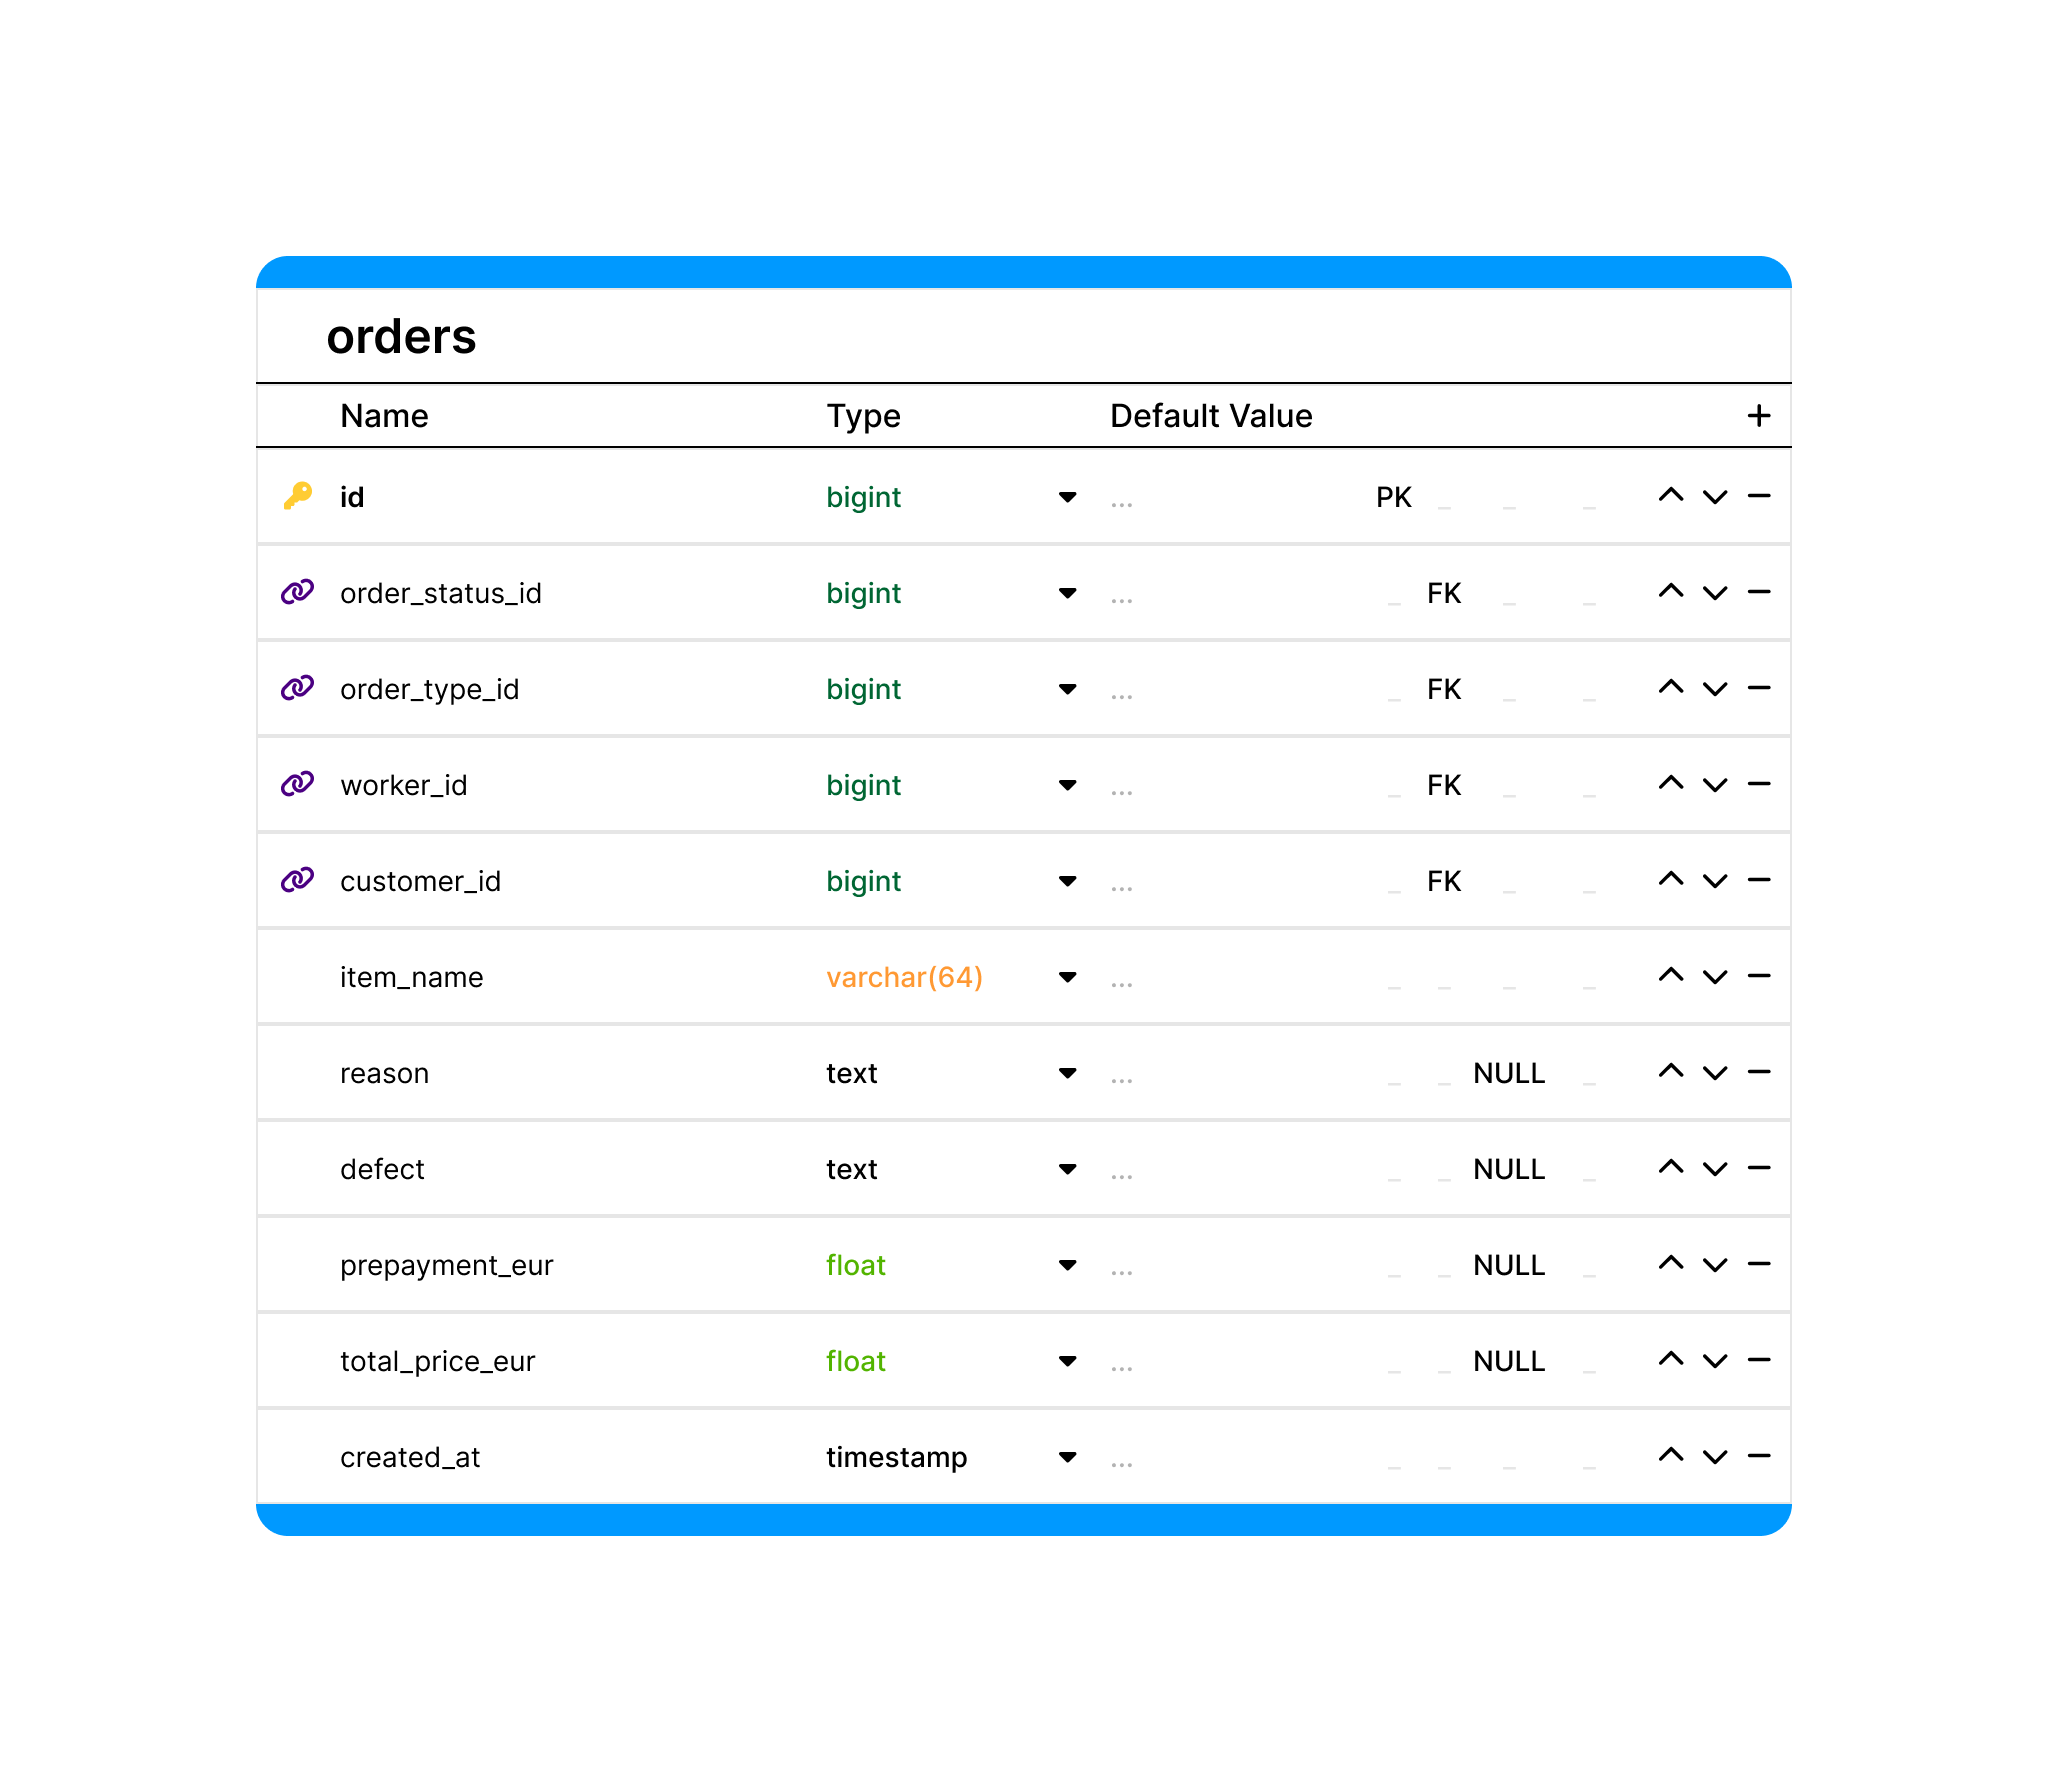 orders
Name Type Default Value +
id bigint ... PK _ _ _
order_status_id bigint ... _ FK _ _
order_type_id bigint ... _ FK _ _
worker_id bigint ... _ FK _ _
customer_id bigint ... _ FK _ _
item_name varchar(64) ... _ _ _ _
reason text ... _ _ NULL _
defect text ... _ _ NULL _
prepayment_eur float ... _ _ NULL _
total_price_eur float ... _ _ NULL _
created_at timestamp ... _ _ _ _